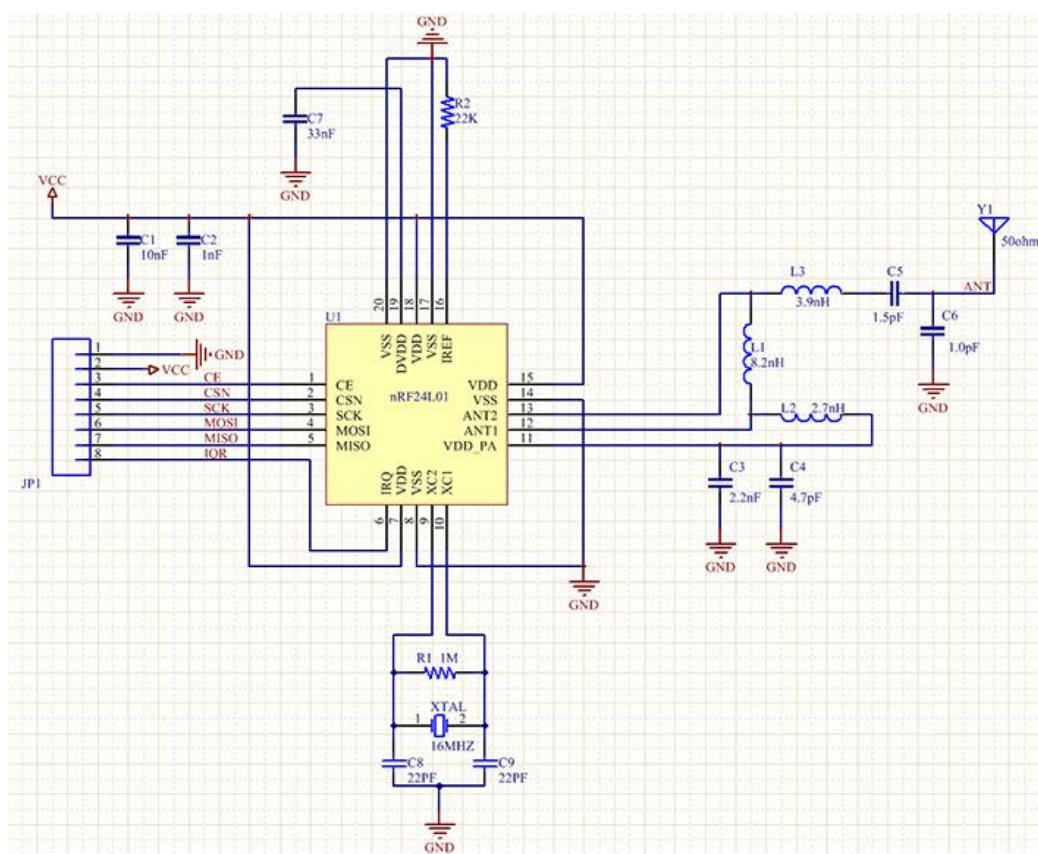 GND
R2
22K
C7
33nF
GND
VCC
C1
10nF
C2
1nF
GND
GND
Y1
50ohm
L3
3.9nH
C5
1.5pF
ANT
C6
1.0pF
GND
L1
8.2nH
L2 2.7nH
C3
2.2nF
C4
4.7pF
GND
GND
U1
20
19
18
17
16
VSS
DVDD
VDD
VSS
IREF
nRF24L01
1 CE
2 CSN
3 SCK
4 MOSI
5 MISO
VDD 15
VSS 14
ANT2 13
ANT1 12
VDD_PA 11
IRQ
VDD
VSS
XC2
XC1
6
7
8
9
10
1 GND
2 VCC
3 CE
4 CSN
5 SCK
6 MOSI
7 MISO
8 IQR
JP1
GND
R1 1M
XTAL
1 2
16MHZ
C8
22PF
C9
22PF
GND